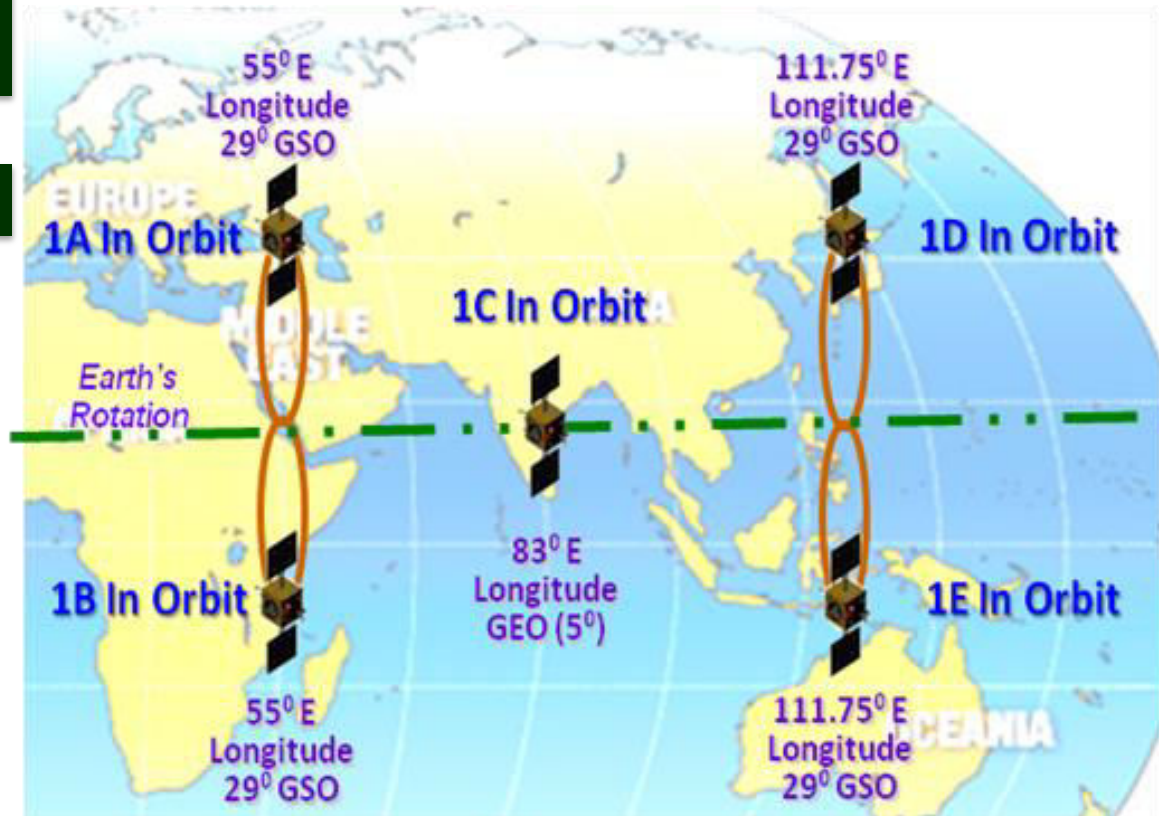 55⁰ E
Longitude
29⁰ GSO
111.75⁰ E
Longitude
29⁰ GSO
EUROPE
1A In Orbit
1D In Orbit
1C In Orbit
A
MIDDLE
EAST
Earth's
Rotation
83⁰ E
Longitude
GEO (5⁰)
1B In Orbit
1E In Orbit
55⁰ E
Longitude
29⁰ GSO
111.75⁰ E
Longitude
29⁰ GSO
OCEANIA